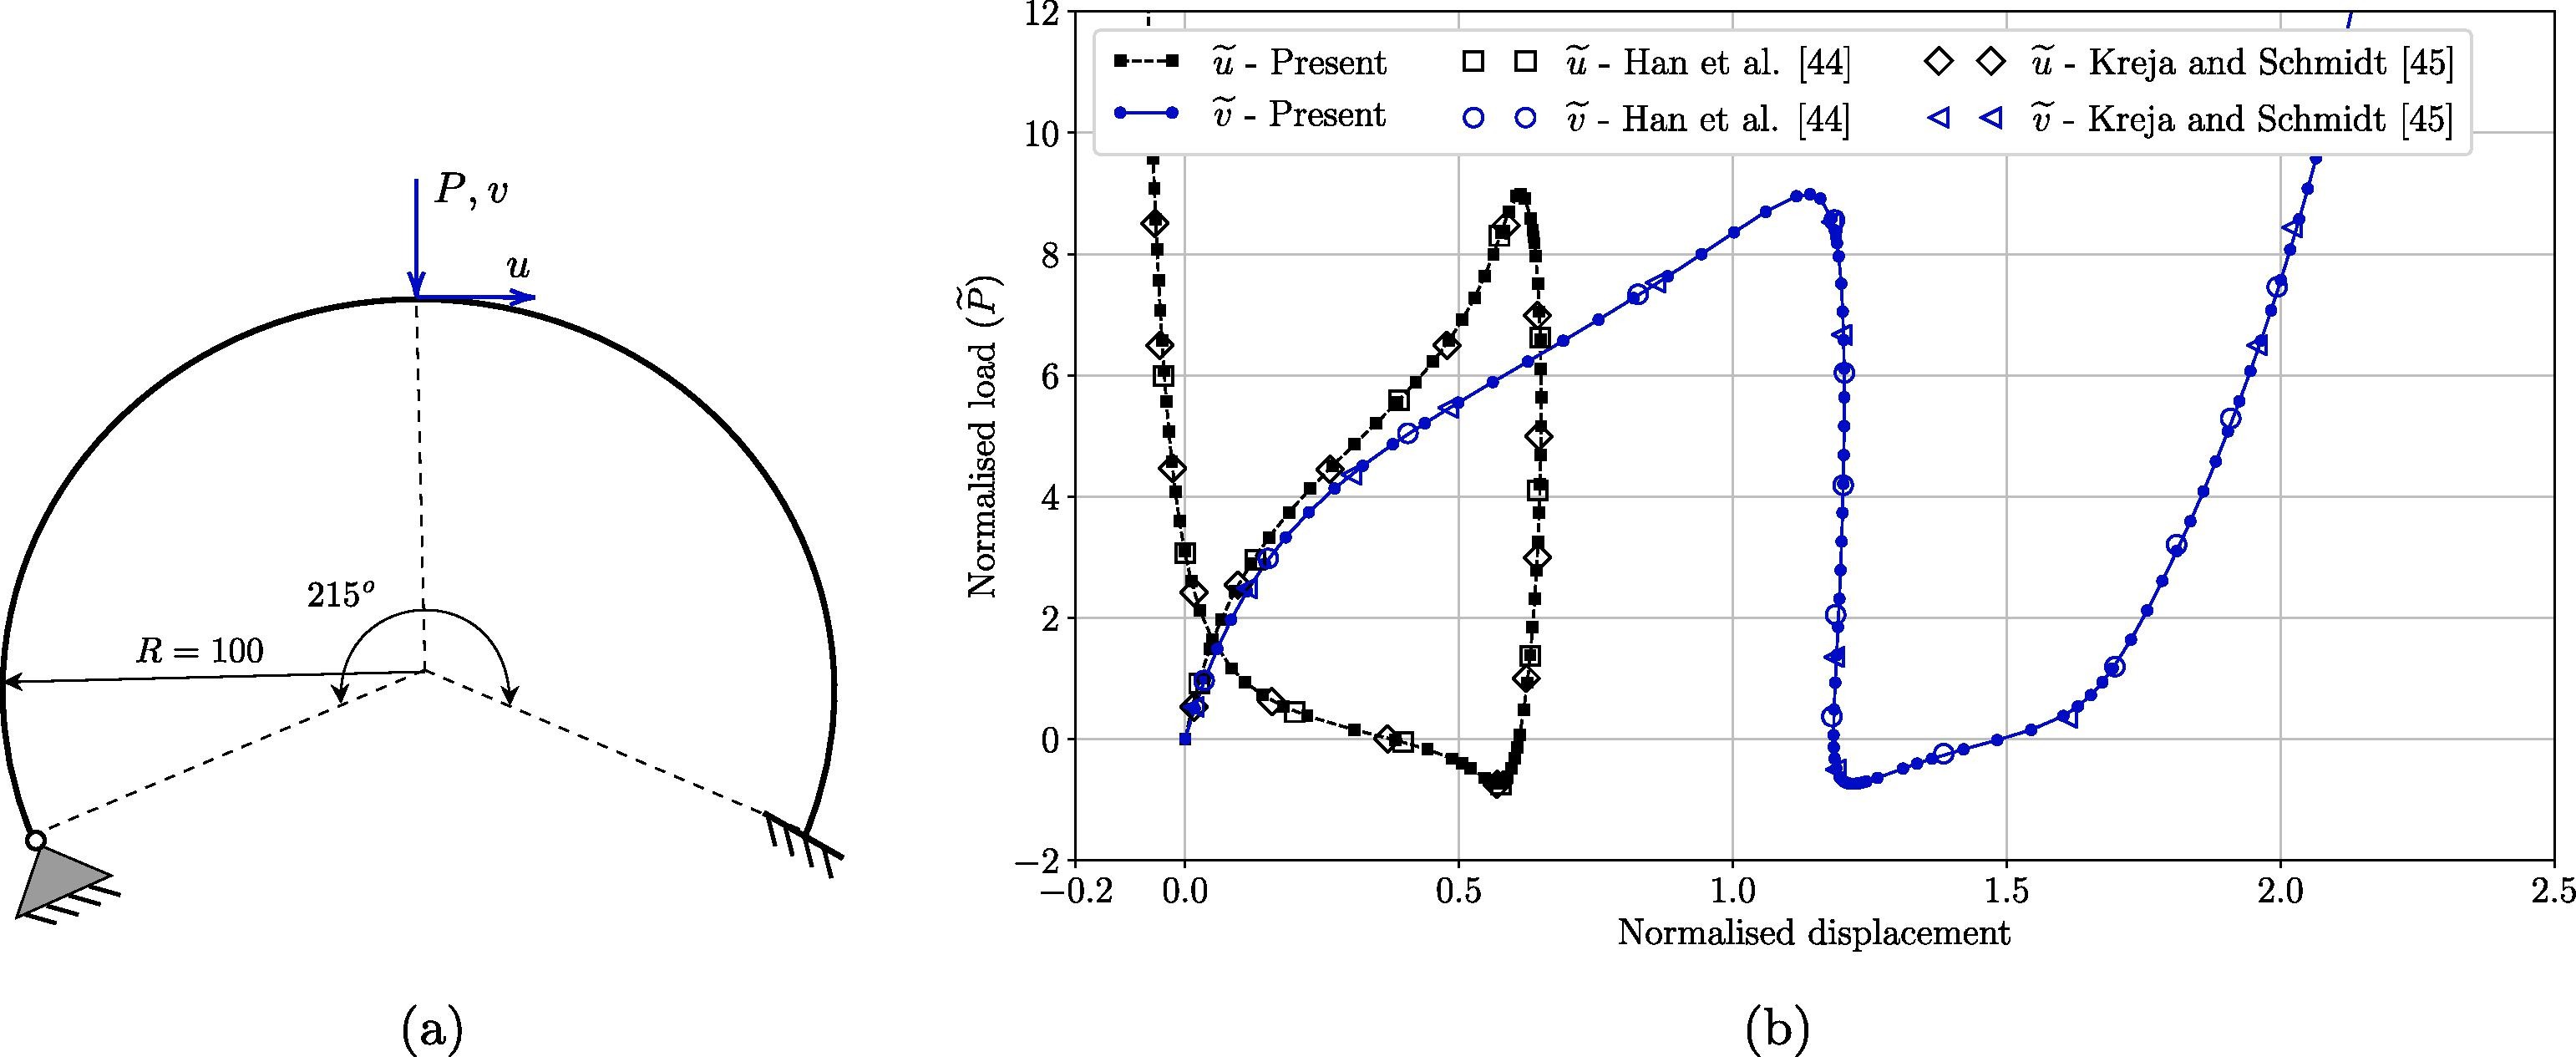 P, v
u
215º
R = 100
(a)
12
10
8
6
4
2
0
−2
Normalised load (P̃)
ũ - Present
ṽ - Present
ũ - Han et al. [44]
ṽ - Han et al. [44]
ũ - Kreja and Schmidt [45]
ṽ - Kreja and Schmidt [45]
−0.2 0.0 0.5 1.0 1.5 2.0 2.5
Normalised displacement
(b)